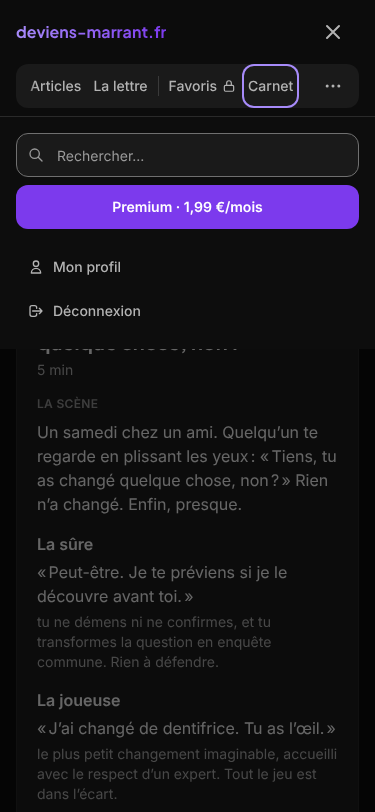 deviens-marrant.fr
Articles La lettre Favoris Carnet ...
Rechercher...
Premium · 1,99 €/mois
Mon profil
Déconnexion
5 min
LA SCÈNE
Un samedi chez un ami. Quelqu’un te
regarde en plissant les yeux : « Tiens, tu
as changé quelque chose, non ? » Rien
n’a changé. Enfin, presque.
La sûre
« Peut-être. Je te préviens si je le
découvre avant toi. »
tu ne démens ni ne confirmes, et tu
transformes la question en enquête
commune. Rien à défendre.
La joueuse
« J’ai changé de dentifrice. Tu as l’œil. »
le plus petit changement imaginable, accueilli
avec le respect d’un expert. Tout le jeu est
dans l’écart.